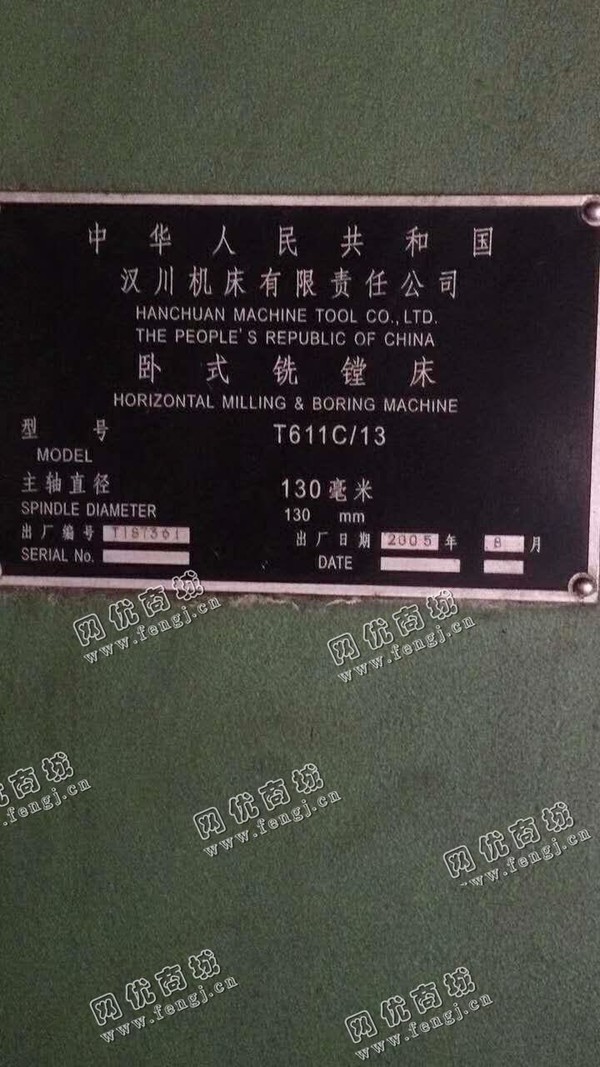 中华人民共和国
汉川机床有限责任公司
HANCHUAN MACHINE TOOL CO., LTD.
THE PEOPLE'S REPUBLIC OF CHINA
卧式铣镗床
HORIZONTAL MILLING & BORING MACHINE
型号 T611C/13
MODEL
主轴直径 130毫米
SPINDLE DIAMETER 130 mm
出厂编号 出厂日期 2005 年 8 月
SERIAL No. DATE
网优商城
www.fengj.cn
网优商城
www.fengj.cn
网优商城
www.fengj.cn
网优商城
www.fengj.cn
网优商城
www.fengj.cn
网优商城
www.fengj.cn
网优商城
www.fengj.cn